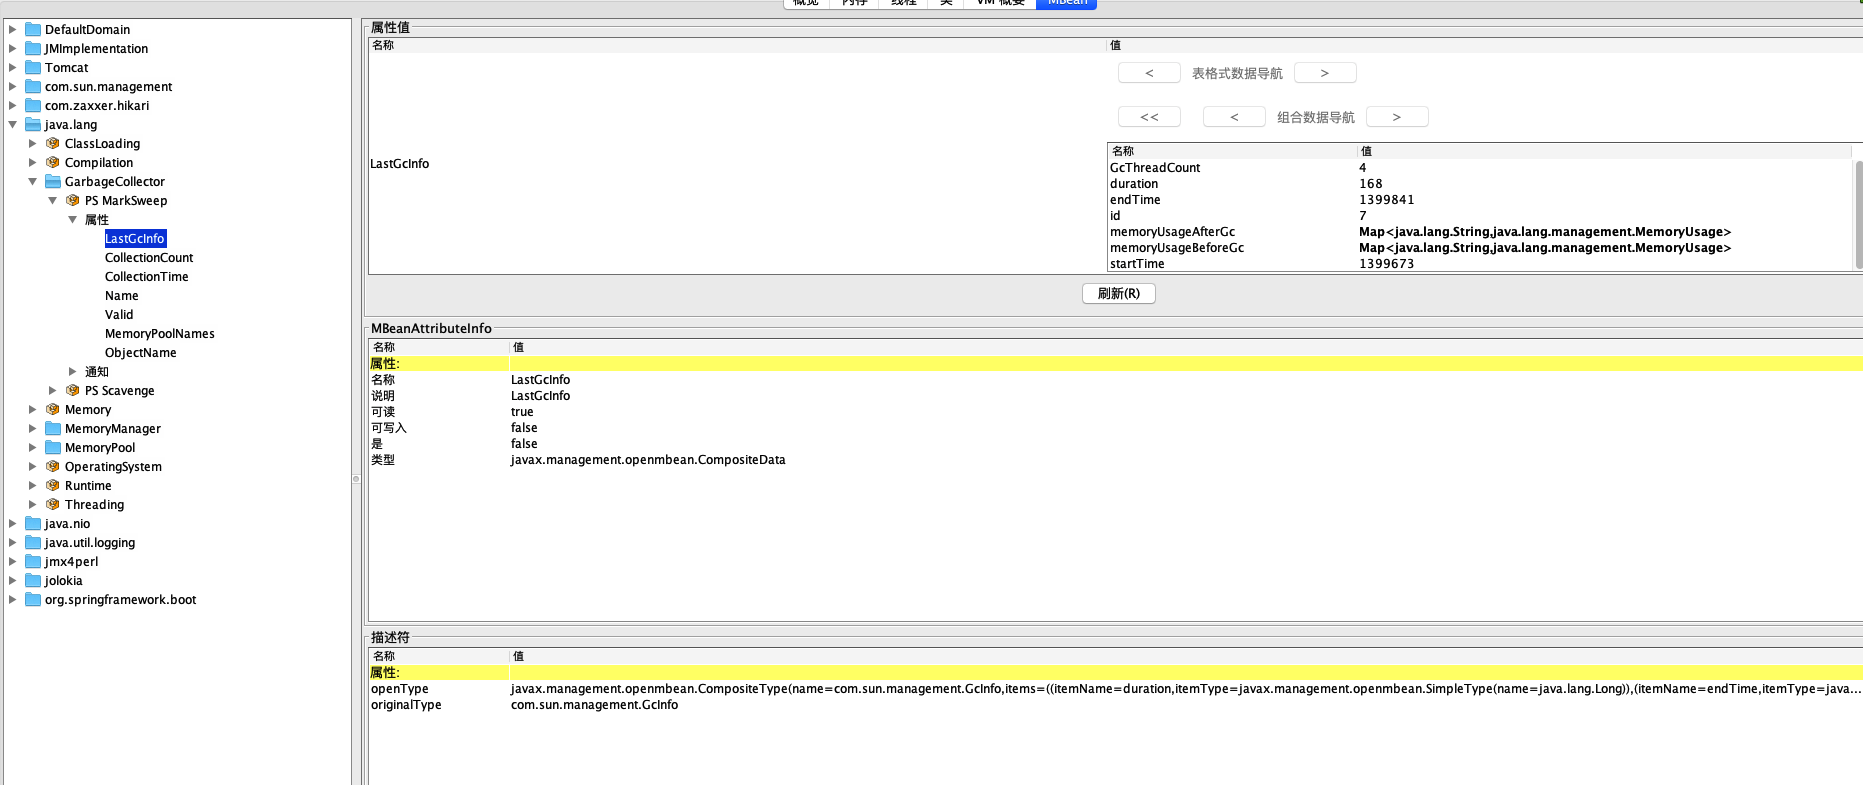 概览 内存 线程 类 VM 概要 MBean
DefaultDomain
JMImplementation
Tomcat
com.sun.management
com.zaxxer.hikari
java.lang
ClassLoading
Compilation
GarbageCollector
PS MarkSweep
属性
LastGcInfo
CollectionCount
CollectionTime
Name
Valid
MemoryPoolNames
ObjectName
通知
PS Scavenge
Memory
MemoryManager
MemoryPool
OperatingSystem
Runtime
Threading
java.nio
java.util.logging
jmx4perl
jolokia
org.springframework.boot
属性值
名称 值
< 表格式数据导航 >
<< < 组合数据导航 >
LastGcInfo
名称 值
GcThreadCount 4
duration 168
endTime 1399841
id 7
memoryUsageAfterGc Map<java.lang.String,java.lang.management.MemoryUsage>
memoryUsageBeforeGc Map<java.lang.String,java.lang.management.MemoryUsage>
startTime 1399673
刷新(R)
MBeanAttributeInfo
名称 值
属性:
名称 LastGcInfo
说明 LastGcInfo
可读 true
可写入 false
是 false
类型 javax.management.openmbean.CompositeData
描述符
名称 值
属性:
openType javax.management.openmbean.CompositeType(name=com.sun.management.GcInfo,items=((itemName=duration,itemType=javax.management.openmbean.SimpleType(name=java.lang.Long)),(itemName=endTime,itemType=java...
originalType com.sun.management.GcInfo